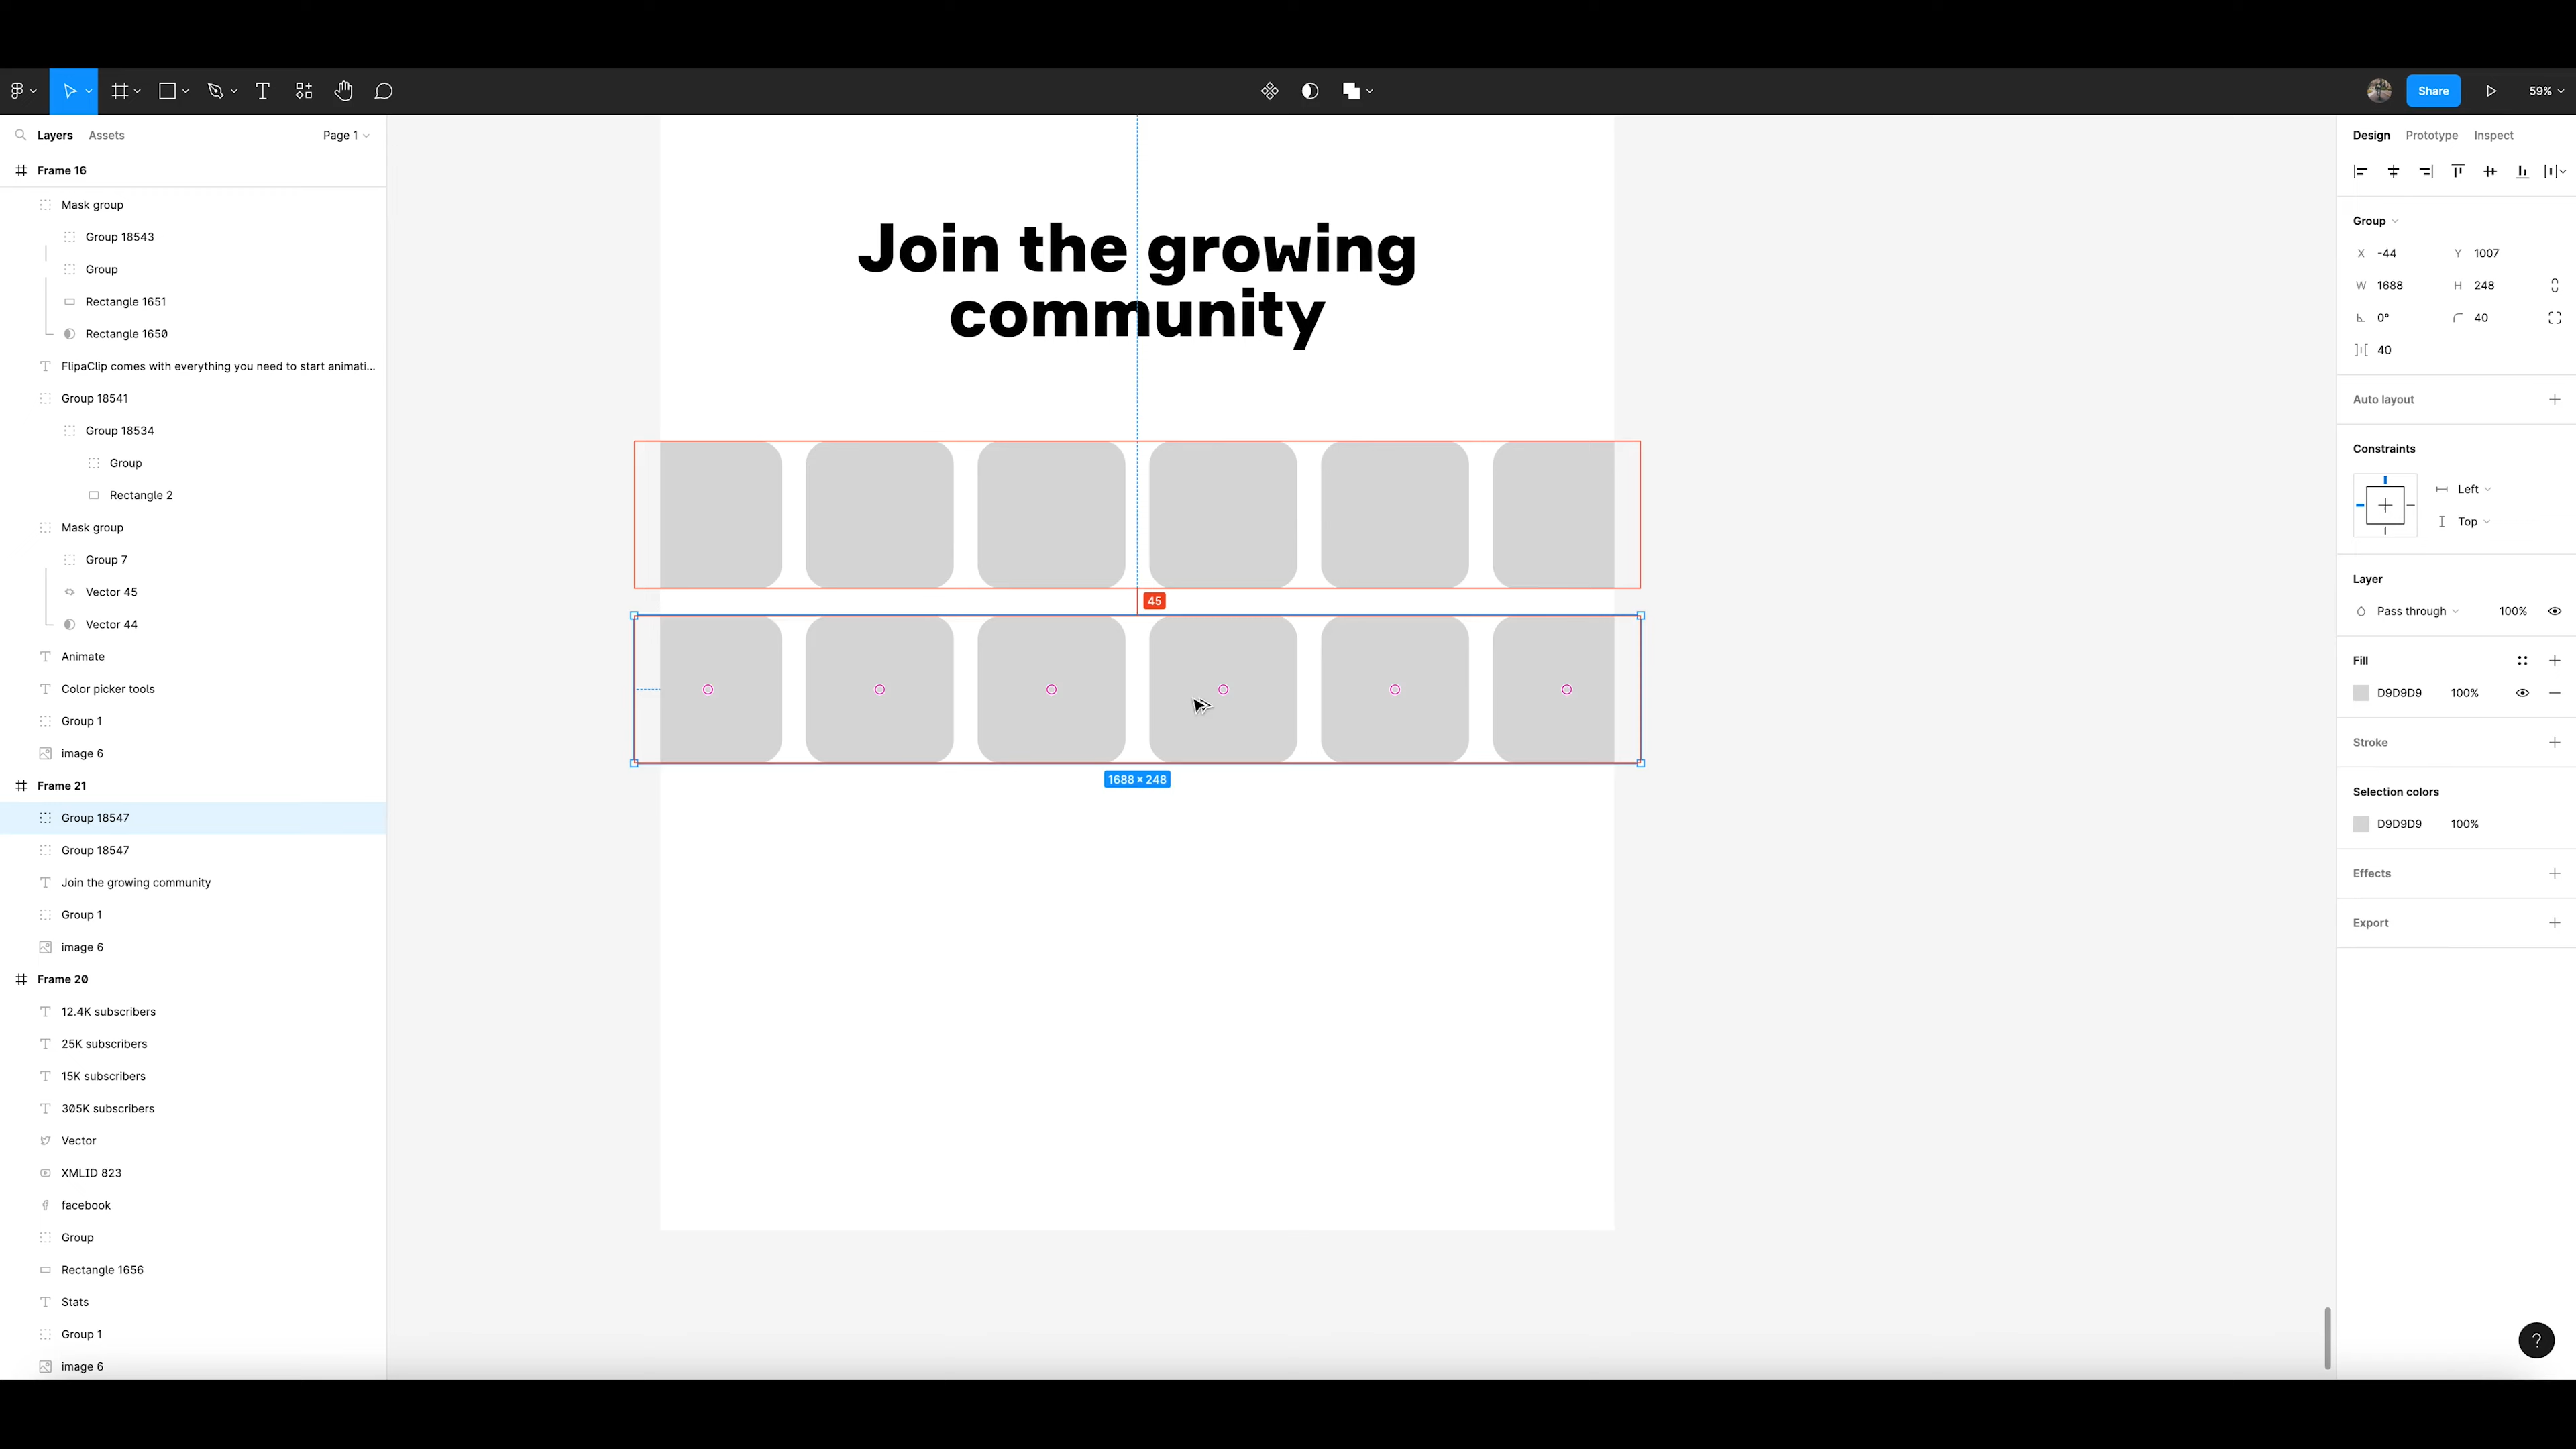 Share
59%
Layers
Assets
Page 1
Frame 16
Mask group
Group 18543
Group
Rectangle 1651
Rectangle 1650
FlipaClip comes with everything you need to start animati...
Group 18541
Group 18534
Group
Rectangle 2
Mask group
Group 7
Vector 45
Vector 44
Animate
Color picker tools
Group 1
image 6
Frame 21
Group 18547
Group 18547
Join the growing community
Group 1
image 6
Frame 20
12.4K subscribers
25K subscribers
15K subscribers
305K subscribers
Vector
XMLID 823
facebook
Group
Rectangle 1656
Stats
Group 1
image 6
Join the growing
community
45
1688 × 248
Design
Prototype
Inspect
Group
X -44 Y 1007
W 1688 H 248
0° 40
40
Auto layout
Constraints
Left
Top
Layer
Pass through 100%
Fill
D9D9D9 100%
Stroke
Selection colors
D9D9D9 100%
Effects
Export
?